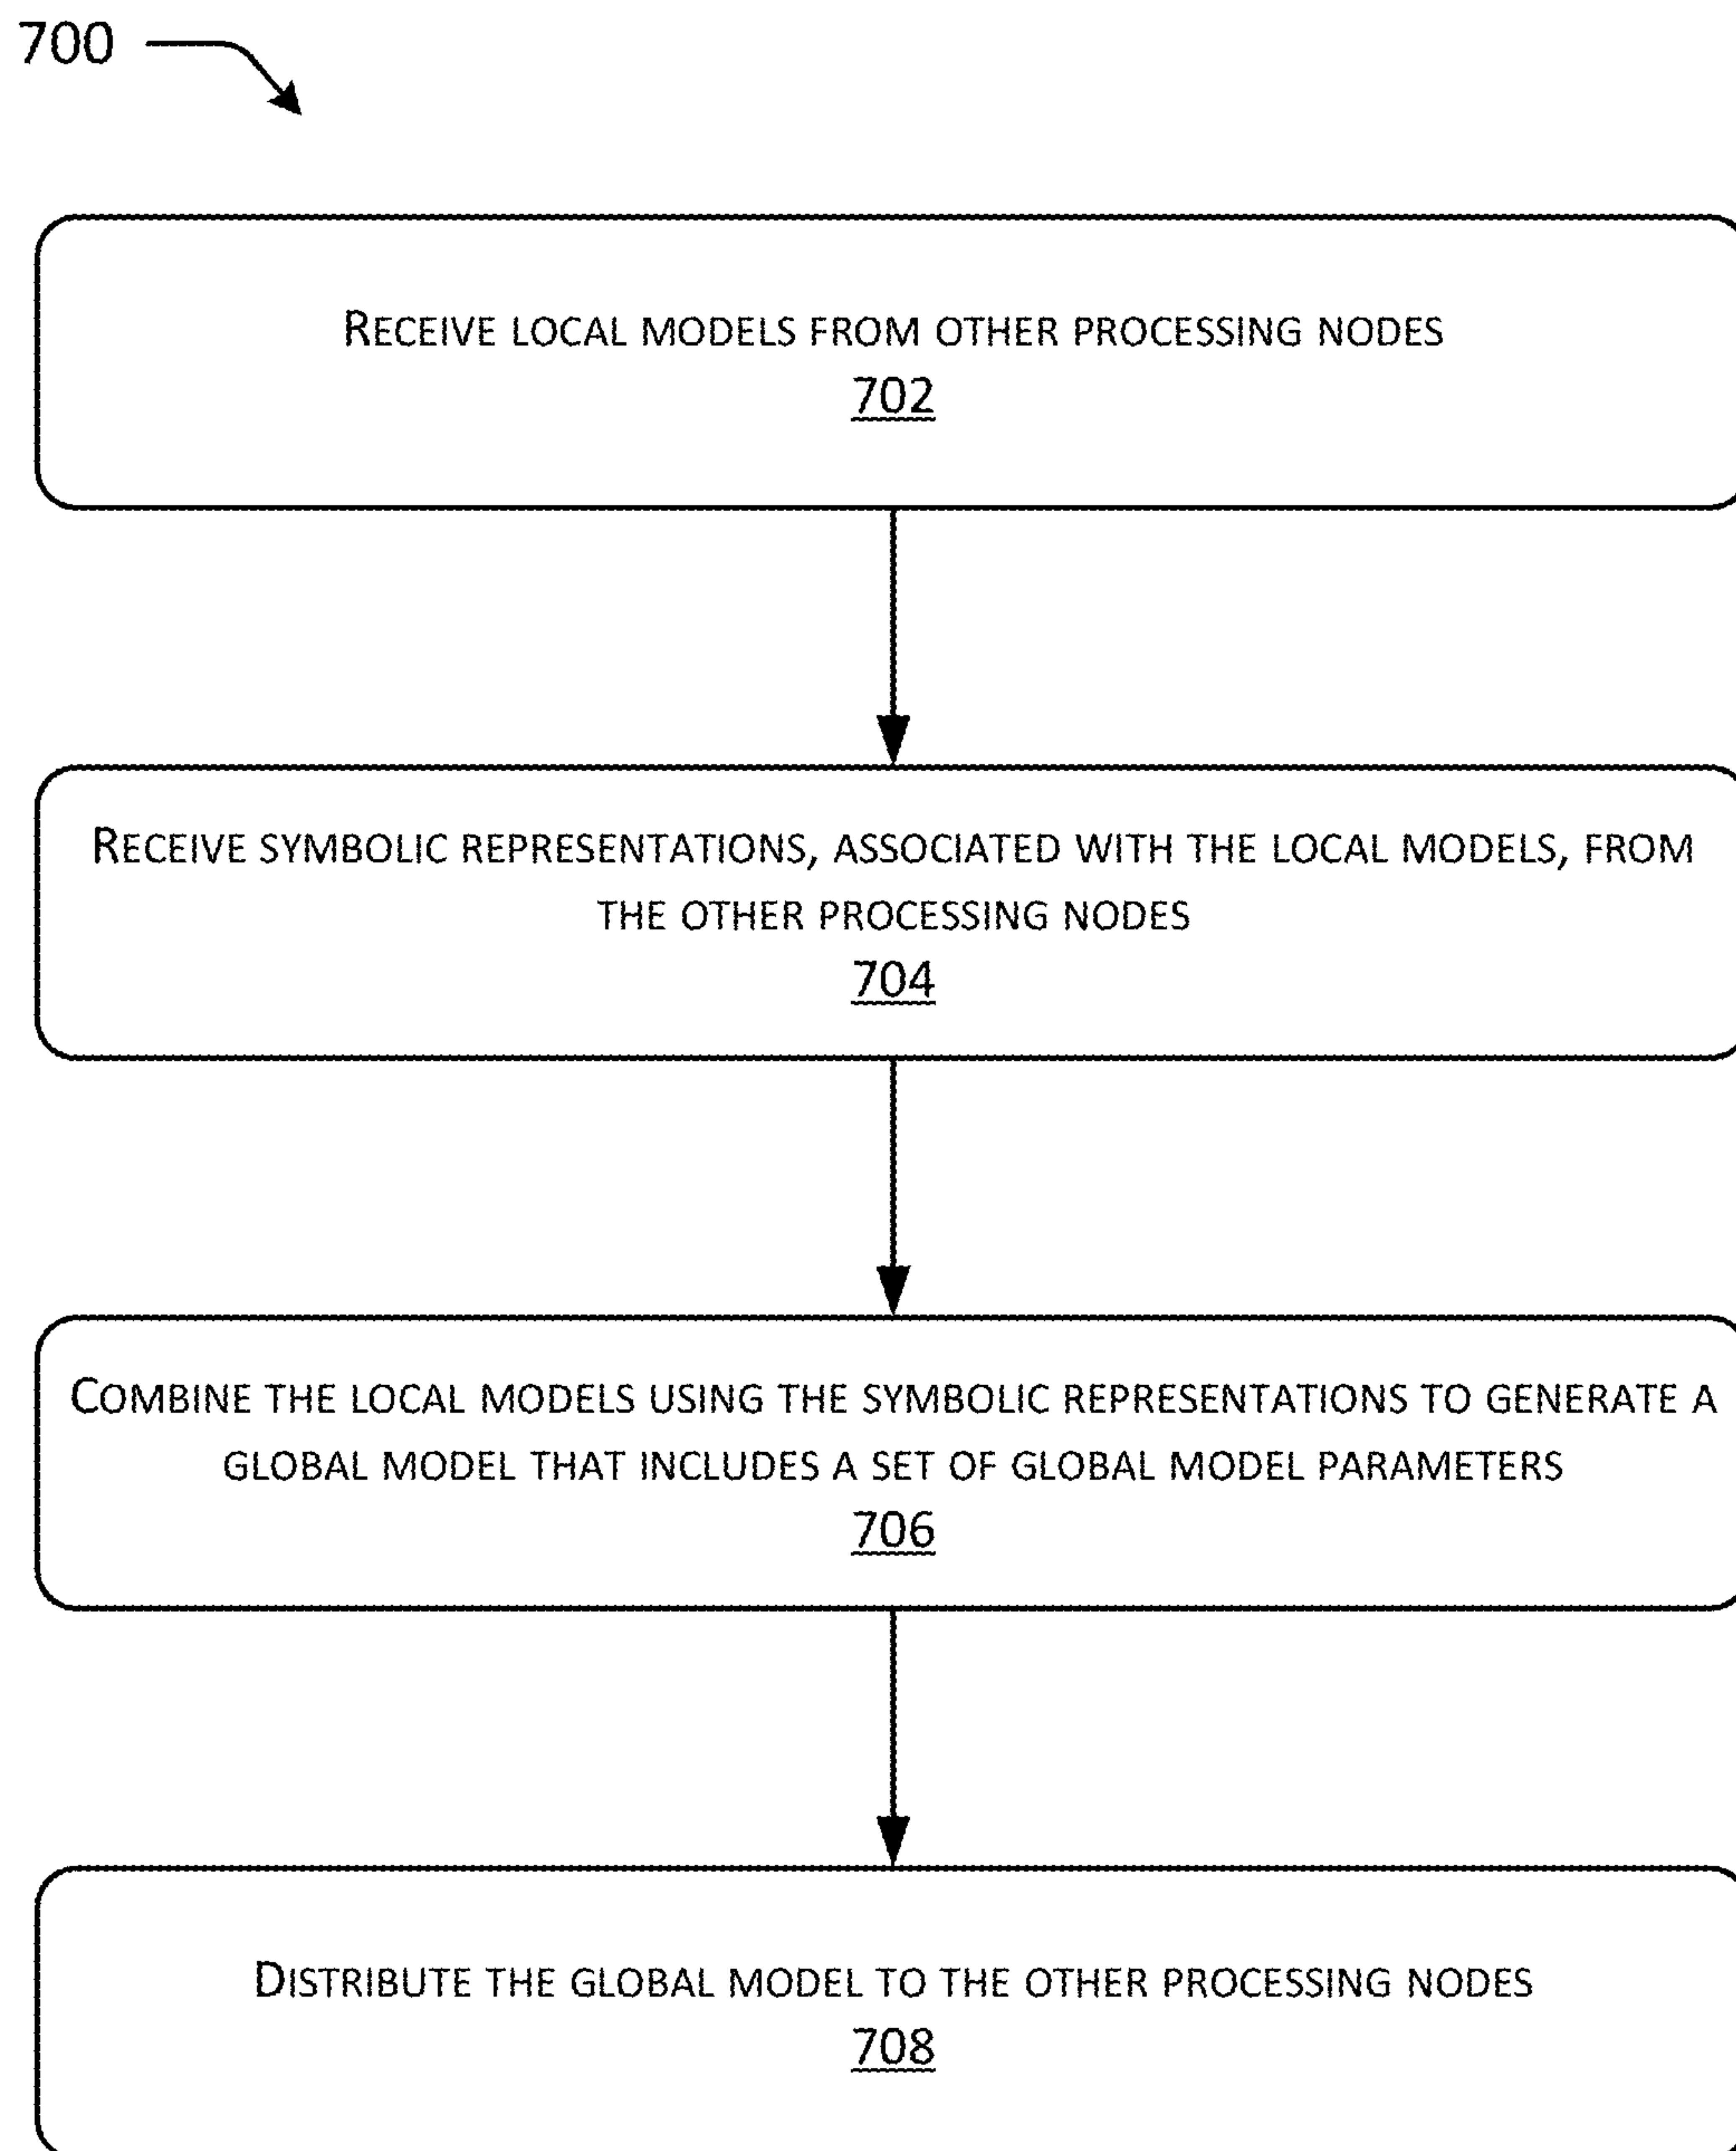 700
RECEIVE LOCAL MODELS FROM OTHER PROCESSING NODES
702
RECEIVE SYMBOLIC REPRESENTATIONS, ASSOCIATED WITH THE LOCAL MODELS, FROM
THE OTHER PROCESSING NODES
704
COMBINE THE LOCAL MODELS USING THE SYMBOLIC REPRESENTATIONS TO GENERATE A
GLOBAL MODEL THAT INCLUDES A SET OF GLOBAL MODEL PARAMETERS
706
DISTRIBUTE THE GLOBAL MODEL TO THE OTHER PROCESSING NODES
708